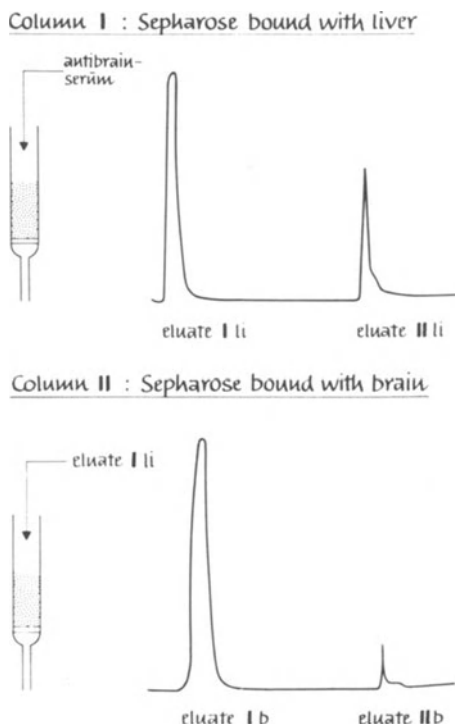 Column I : Sepharose bound with liver
antibrain-
serüm
eluate I li
eluate II li
Column II : Sepharose bound with brain
eluate I li
eluate I b
eluate II b